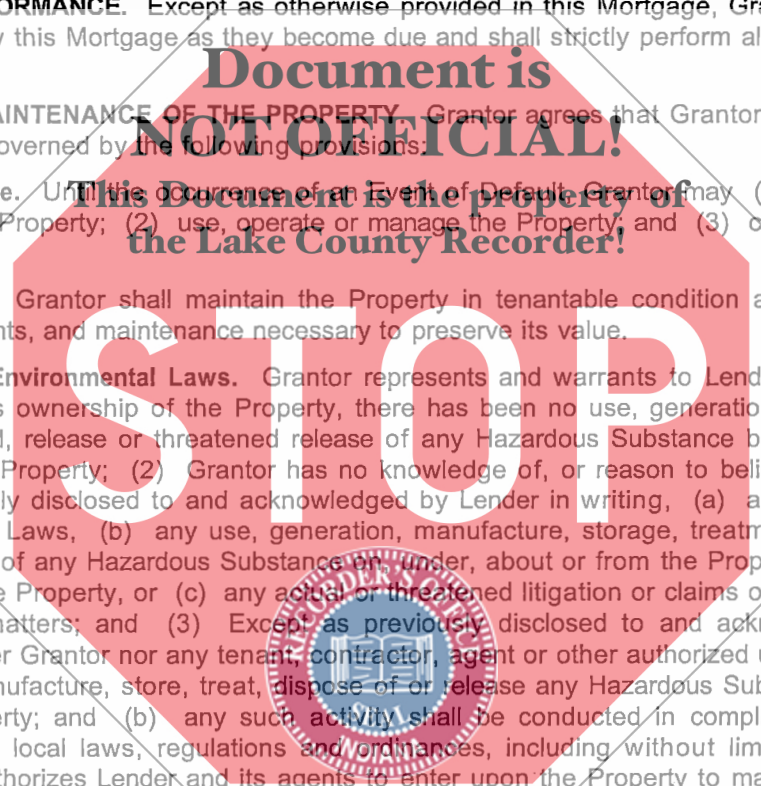 ORMANCE. Except as otherwise provided in this Mortgage, Gra
y this Mortgage as they become due and shall strictly perform al
Document is
AINTENANCE OF THE PROPERTY. Grantor agrees that Grantor
NOT OFFICIAL!
overned by the following provisions:
e. Until the occurrence of an Event of Default, Grantor may (
This Document is the property of
Property; (2) use, operate or manage the Property; and (3) c
the Lake County Recorder!
Grantor shall maintain the Property in tenantable condition a
nts, and maintenance necessary to preserve its value.
STOP
Environmental Laws. Grantor represents and warrants to Lend
s ownership of the Property, there has been no use, generatio
, release or threatened release of any Hazardous Substance b
Property; (2) Grantor has no knowledge of, or reason to beli
ly disclosed to and acknowledged by Lender in writing, (a) a
Laws, (b) any use, generation, manufacture, storage, treatm
of any Hazardous Substance on, under, about or from the Prop
e Property, or (c) any actual or threatened litigation or claims o
RECORDER'S OFFICE
atters; and (3) Except as previously disclosed to and ackn
r Grantor nor any tenant, contractor, agent or other authorized u
nufacture, store, treat, dispose of or release any Hazardous Sub
SEAL
erty; and (b) any such activity shall be conducted in compl
INDIANA
local laws, regulations and ordinances, including without lim
thorizes Lender and its agents to enter upon the Property to ma